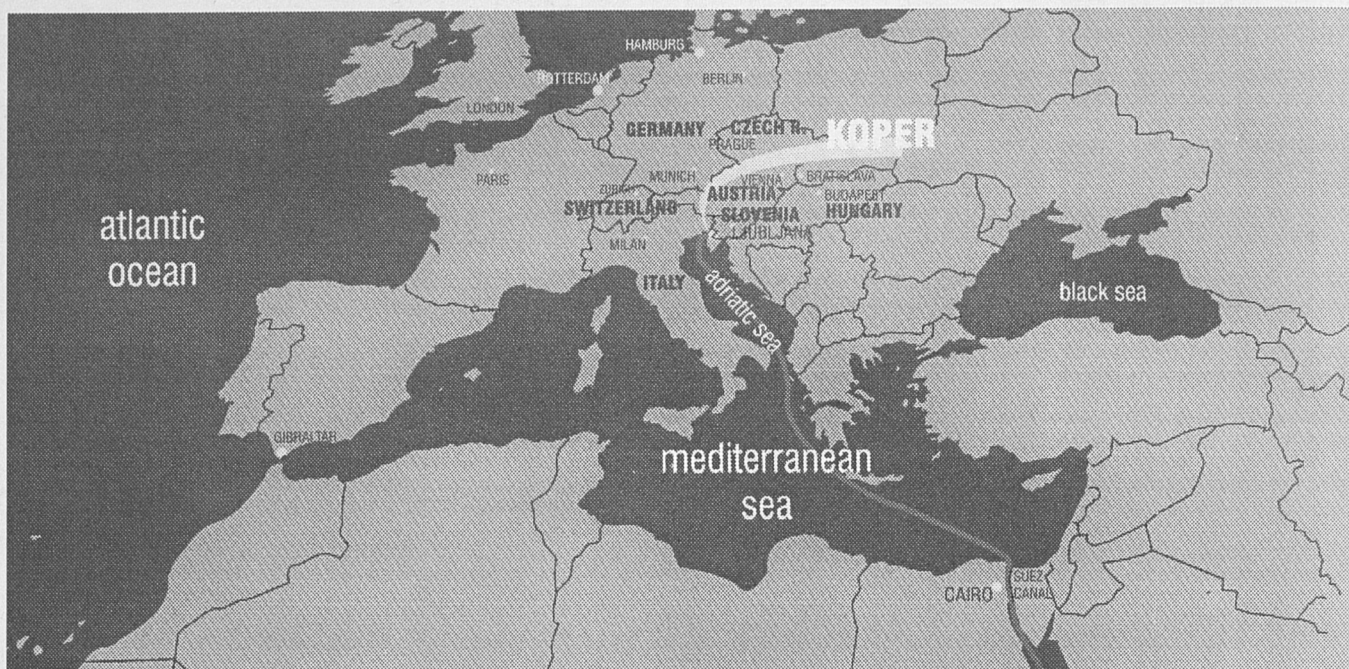 HAMBURG
ROTTERDAM
BERLIN
LONDON
GERMANY
CZECH R.
KOPER
PRAGUE
PARIS
MUNICH
VIENNA
BRATISLAVA
ZURICH
AUSTRIA
BUDAPEST
SWITZERLAND
SLOVENIA
HUNGARY
LJUBLJANA
MILAN
atlantic
ocean
ITALY
adriatic sea
black sea
GIBRALTAR
mediterranean
sea
CAIRO
SUEZ
CANAL